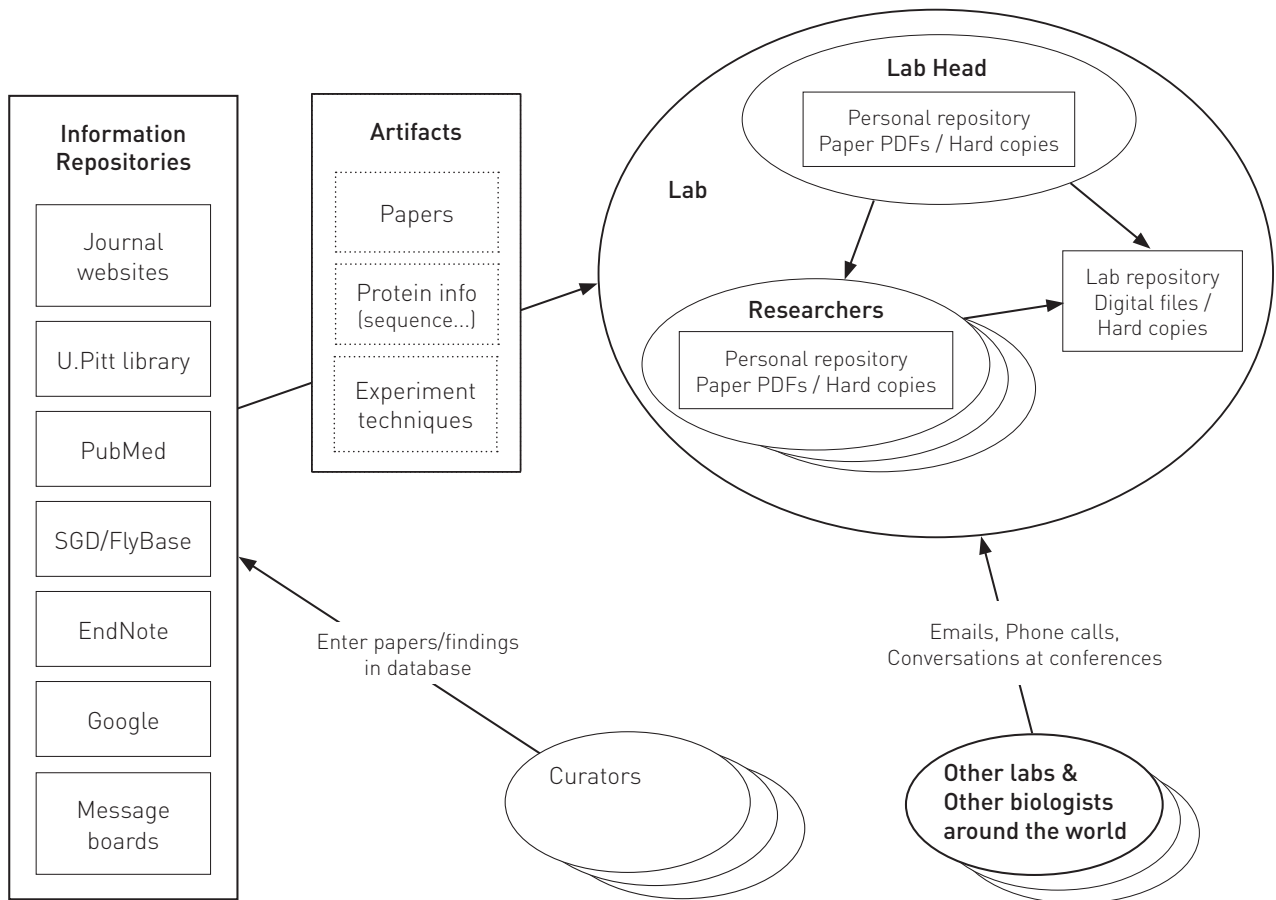 Information
Repositories
Journal
websites
U.Pitt library
PubMed
SGD/FlyBase
EndNote
Google
Message
boards
Artifacts
Papers
Protein info
(sequence...)
Experiment
techniques
Lab
Lab Head
Personal repository
Paper PDFs / Hard copies
Researchers
Personal repository
Paper PDFs / Hard copies
Lab repository
Digital files /
Hard copies
Enter papers/findings
in database
Curators
Emails, Phone calls,
Conversations at conferences
Other labs &
Other biologists
around the world